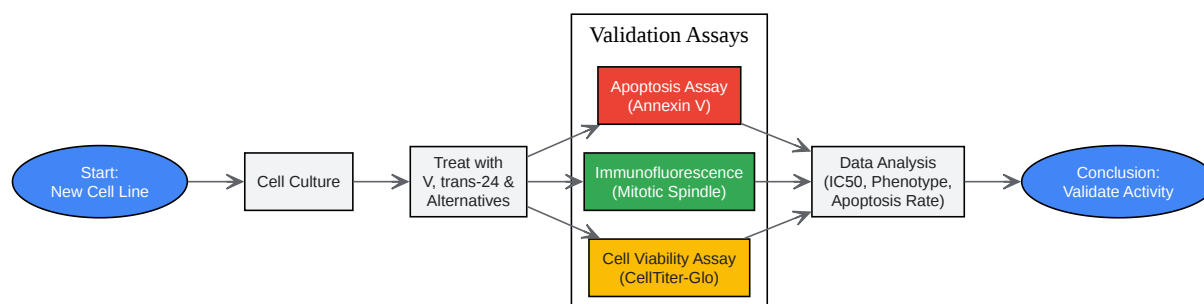 Start:
New Cell Line
Cell Culture
Treat with
V, trans-24 &
Alternatives
Validation Assays
Apoptosis Assay
(Annexin V)
Immunofluorescence
(Mitotic Spindle)
Cell Viability Assay
(CellTiter-Glo)
Data Analysis
(IC50, Phenotype,
Apoptosis Rate)
Conclusion:
Validate Activity